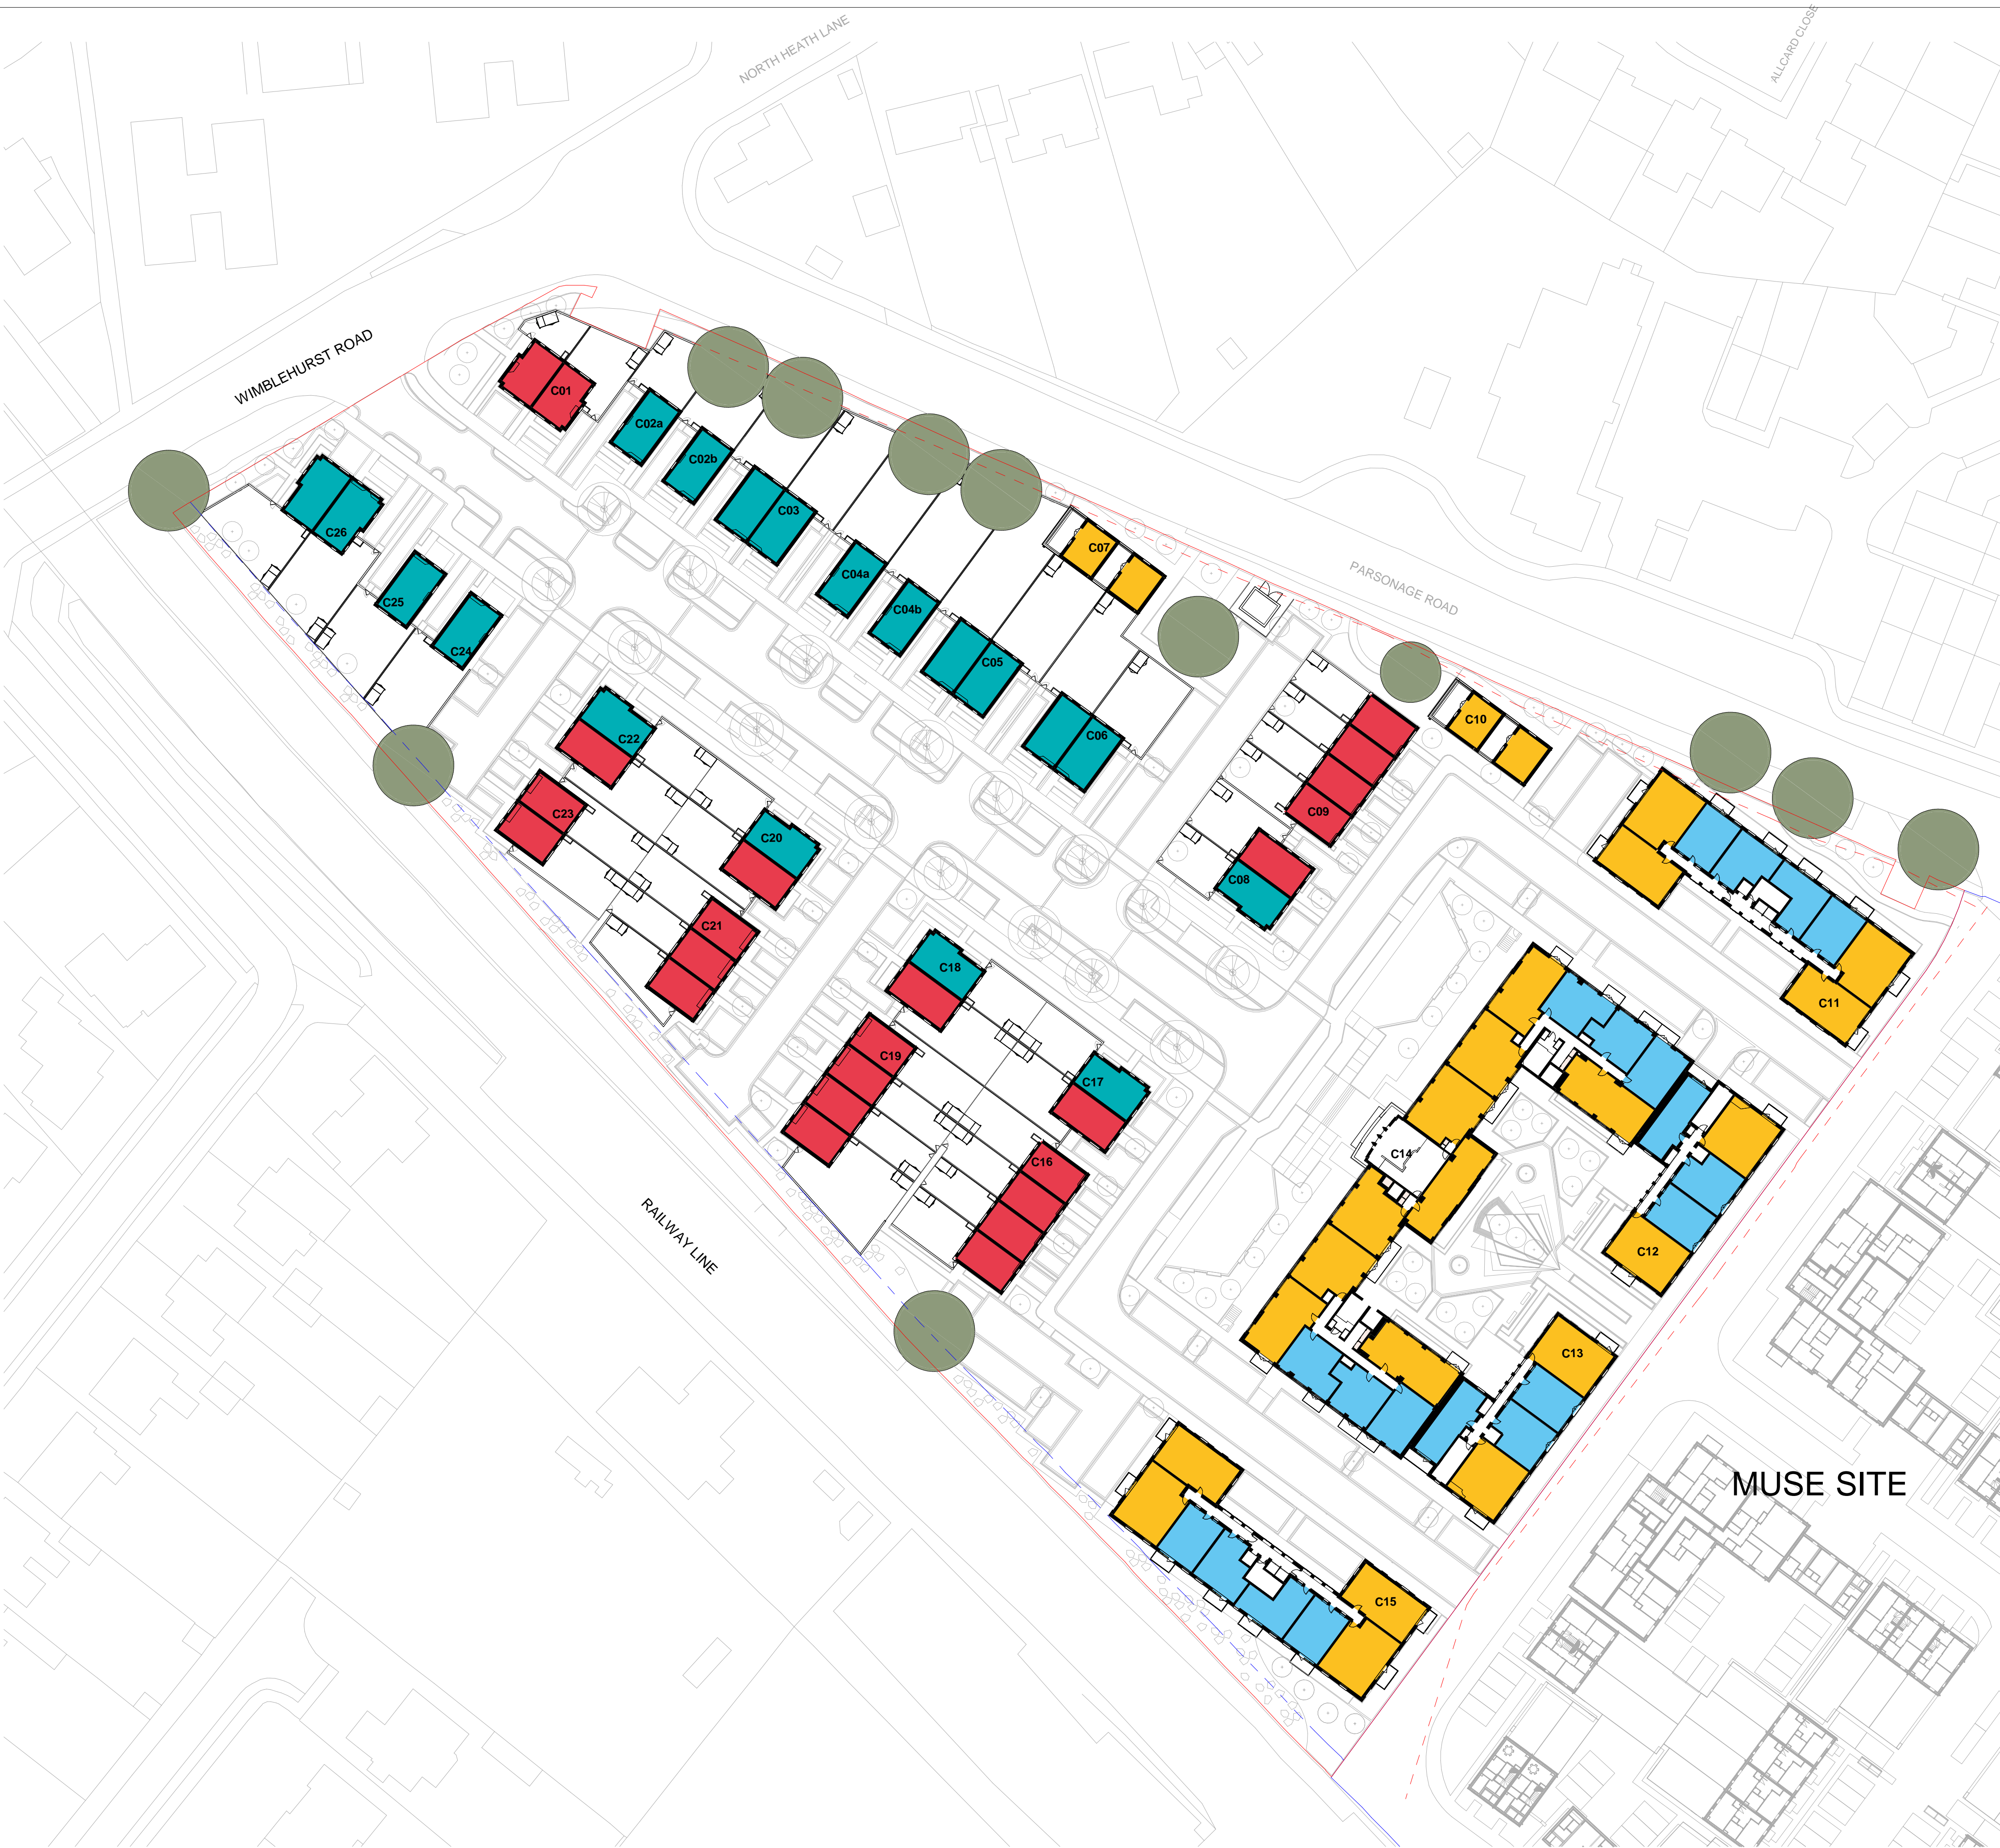 NORTH HEATH LANE
ALLCARD CLOSE
WIMBLEHURST ROAD
C01
C02a
C02b
C03
C26
C07
C04a
C25
C04b
PARSONAGE ROAD
C24
C05
C10
C22
C06
C23
C09
C20
C08
C21
C18
C11
C19
C17
C14
C16
C12
RAILWAY LINE
C13
MUSE SITE
C15